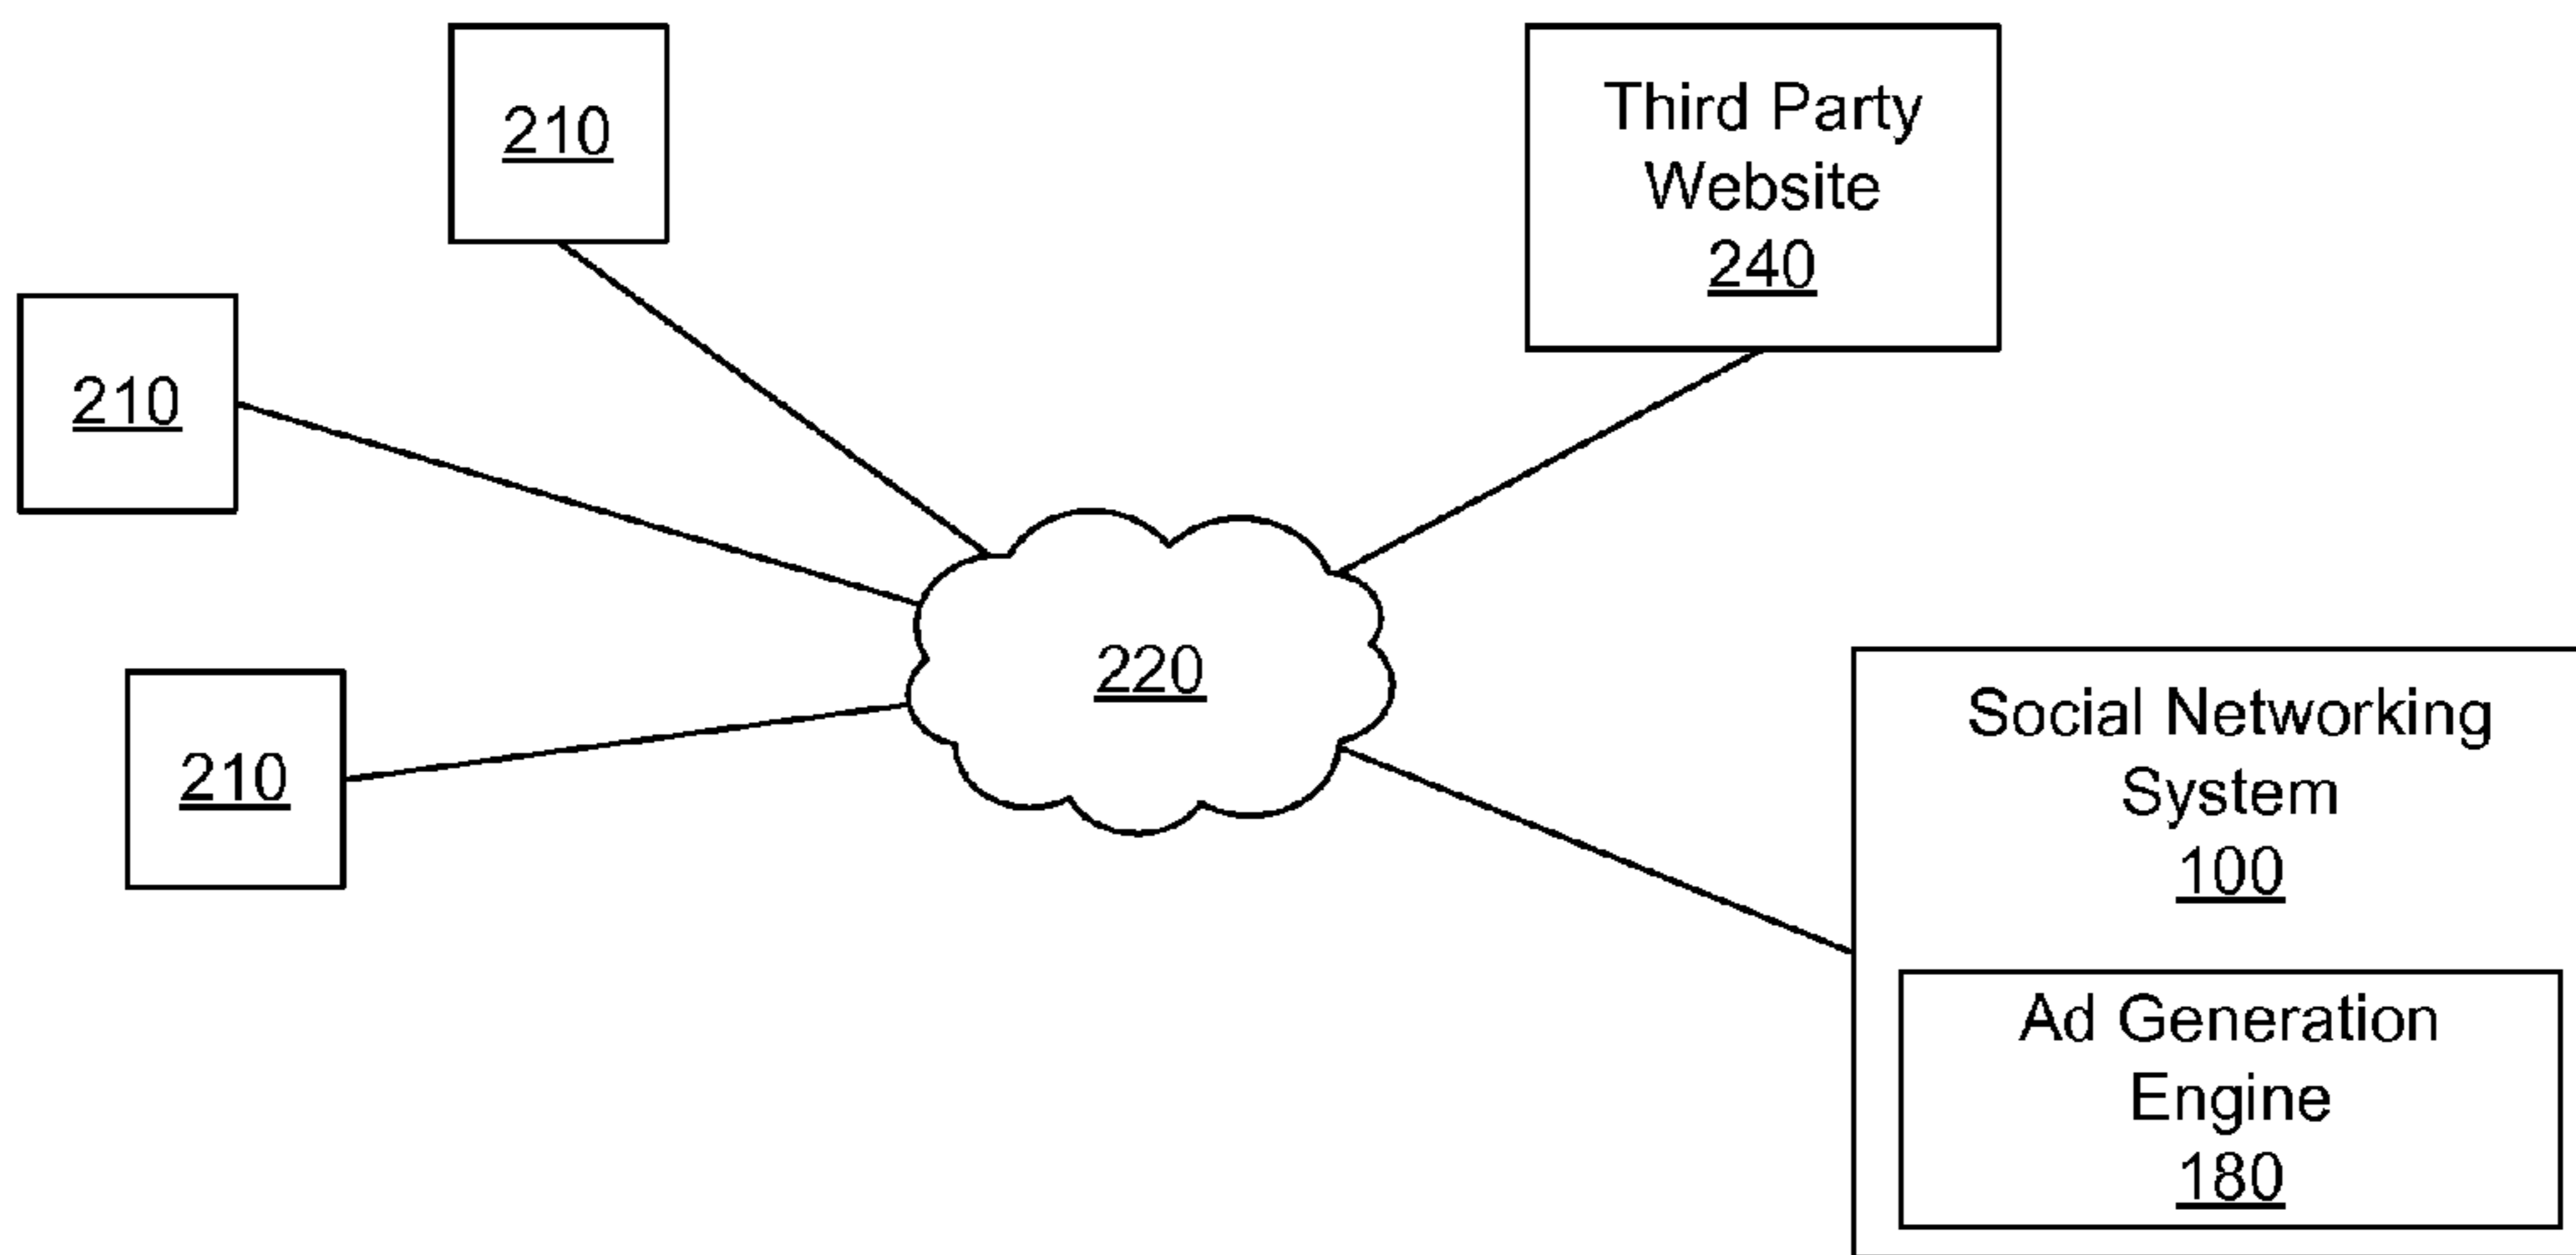 210
Third Party
Website
240
210
220
210
Social Networking
System
100
Ad Generation
Engine
180